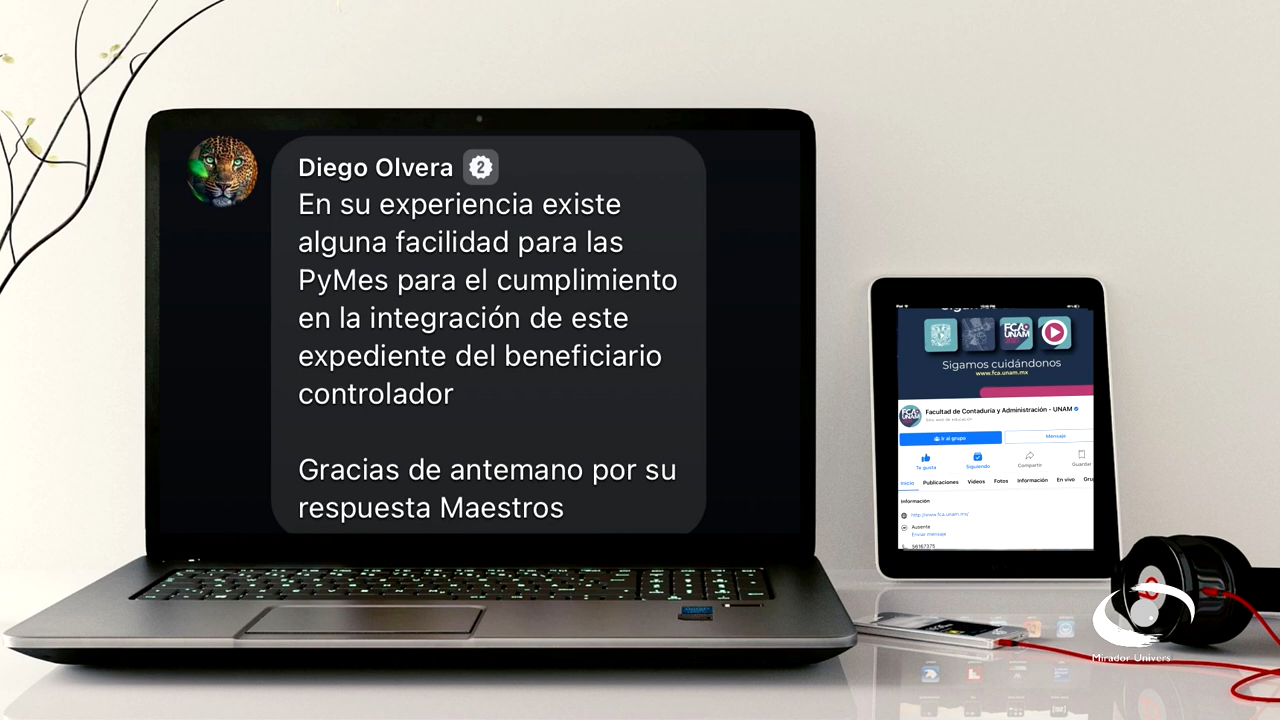 Diego Olvera 2
En su experiencia existe
alguna facilidad para las
PyMes para el cumplimiento
en la integración de este
expediente del beneficiario
controlador
Gracias de antemano por su
respuesta Maestros
FCA
UNAM
Sigamos cuidándonos
www.fca.unam.mx
Facultad de Contaduría y Administración - UNAM
Ir al grupo
Mensaje
Te gusta
Siguiendo
Compartir
Guardar
Inicio Publicaciones Videos Fotos Información En vivo Gru
Información
http://www.fca.unam.mx/
Ausente
Enviar mensaje
56167375
Mirador Univers